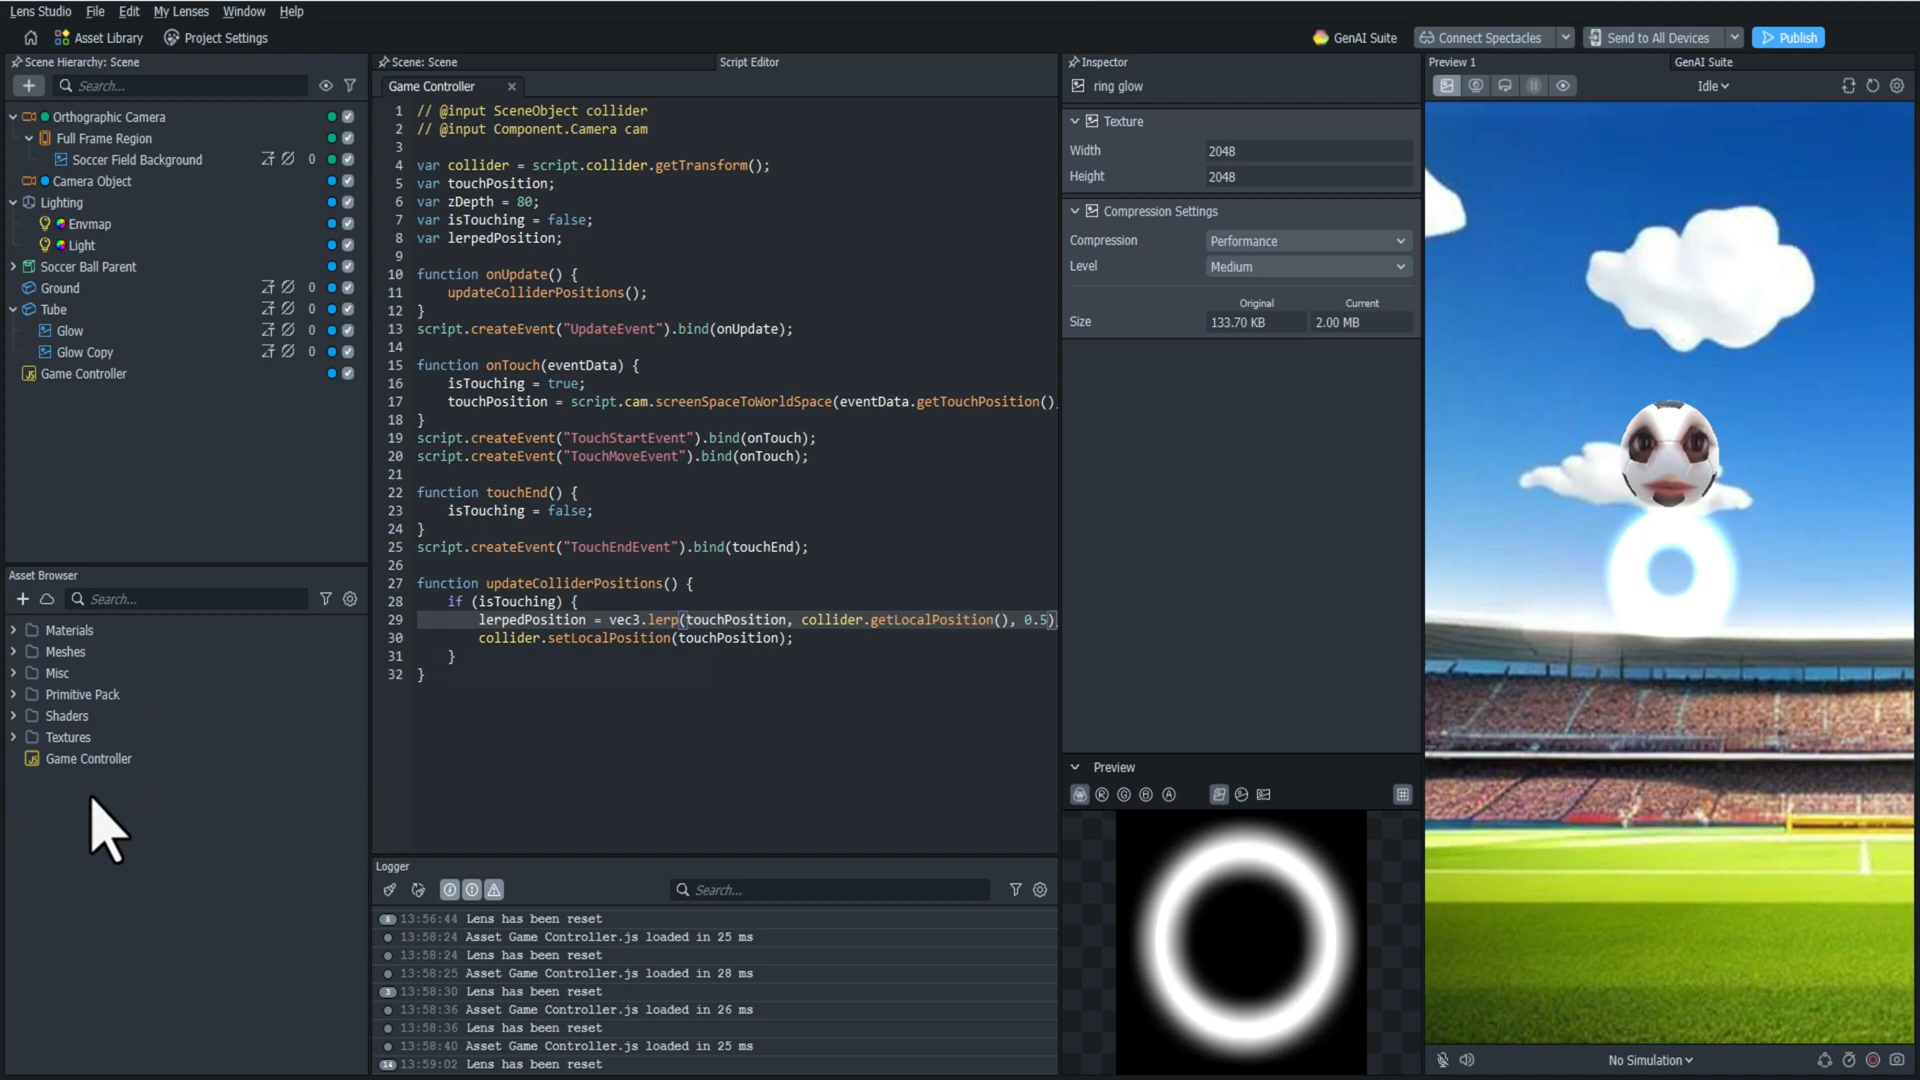 Lens Studio File Edit My Lenses Window Help
Asset Library Project Settings GenAI Suite Connect Spectacles Send to All Devices Publish
Scene Hierarchy: Scene
Search...
Orthographic Camera
Full Frame Region
Soccer Field Background 0
Camera Object
Lighting
Envmap
Light
Soccer Ball Parent
Ground 0
Tube 0
Glow 0
Glow Copy 0
Game Controller
Asset Browser
Search...
Materials
Meshes
Misc
Primitive Pack
Shaders
Textures
Game Controller
Scene: Scene Script Editor
Game Controller
1 // @input SceneObject collider
2 // @input Component.Camera cam
3
4 var collider = script.collider.getTransform();
5 var touchPosition;
6 var zDepth = 80;
7 var isTouching = false;
8 var lerpedPosition;
9
10 function onUpdate() {
11 updateColliderPositions();
12 }
13 script.createEvent("UpdateEvent").bind(onUpdate);
14
15 function onTouch(eventData) {
16 isTouching = true;
17 touchPosition = script.cam.screenSpaceToWorldSpace(eventData.getTouchPosition()
18 }
19 script.createEvent("TouchStartEvent").bind(onTouch);
20 script.createEvent("TouchMoveEvent").bind(onTouch);
21
22 function touchEnd() {
23 isTouching = false;
24 }
25 script.createEvent("TouchEndEvent").bind(touchEnd);
26
27 function updateColliderPositions() {
28 if (isTouching) {
29 lerpedPosition = vec3.lerp(touchPosition, collider.getLocalPosition(), 0.5)
30 collider.setLocalPosition(touchPosition);
31 }
32 }
Logger
Search...
5 13:56:44 Lens has been reset
13:58:24 Asset Game Controller.js loaded in 25 ms
13:58:24 Lens has been reset
13:58:25 Asset Game Controller.js loaded in 28 ms
3 13:58:30 Lens has been reset
13:58:36 Asset Game Controller.js loaded in 26 ms
13:58:36 Lens has been reset
13:58:40 Asset Game Controller.js loaded in 25 ms
14 13:59:02 Lens has been reset
Inspector
ring glow
Texture
Width 2048
Height 2048
Compression Settings
Compression Performance
Level Medium
Original Current
Size 133.70 KB 2.00 MB
Preview
R G B A
Preview 1 GenAI Suite
Idle
No Simulation